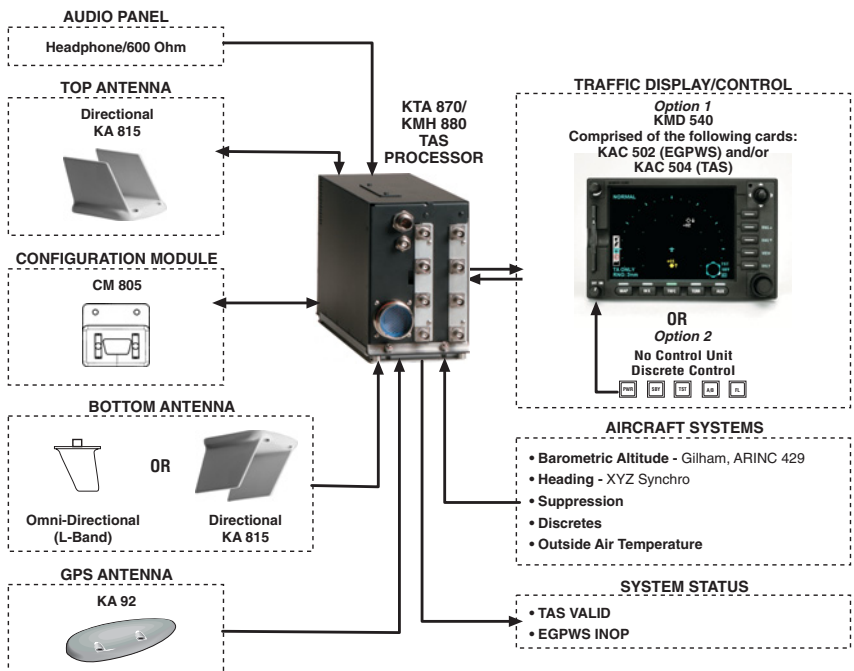 AUDIO PANEL
Headphone/600 Ohm
TOP ANTENNA
Directional
KA 815
CONFIGURATION MODULE
CM 805
BOTTOM ANTENNA
OR
Omni-Directional
(L-Band)
Directional
KA 815
GPS ANTENNA
KA 92
KTA 870/
KMH 880
TAS
PROCESSOR
TRAFFIC DISPLAY/CONTROL
Option 1
KMD 540
Comprised of the following cards:
KAC 502 (EGPWS) and/or
KAC 504 (TAS)
NORMAL
TA ONLY
RNG: 2nm
OR
Option 2
No Control Unit
Discrete Control
PWR SBY TST A/B FL
AIRCRAFT SYSTEMS
• Barometric Altitude - Gilham, ARINC 429
• Heading - XYZ Synchro
• Suppression
• Discretes
• Outside Air Temperature
SYSTEM STATUS
• TAS VALID
• EGPWS INOP